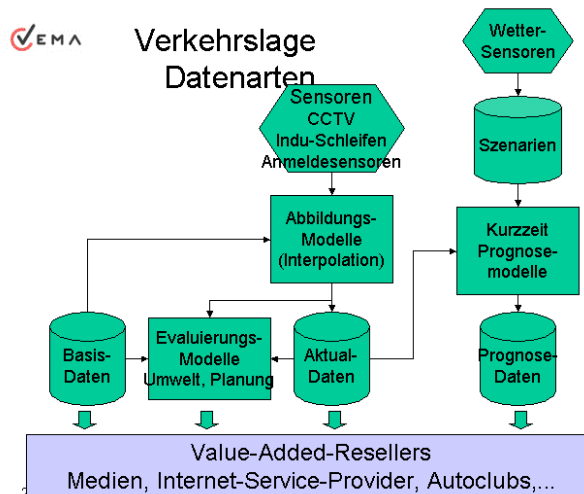 VEMA
Verkehrslage
Datenarten
Wetter-
Sensoren
Sensoren
CCTV
Indu-Schleifen
Anmeldesensoren
Szenarien
Abbildungs-
Modelle
(Interpolation)
Kurzzeit
Prognose-
modelle
Basis-
Daten
Evaluierungs-
Modelle
Umwelt, Planung
Aktual-
Daten
Prognose-
Daten
Value-Added-Resellers
Medien, Internet-Service-Provider, Autoclubs,...